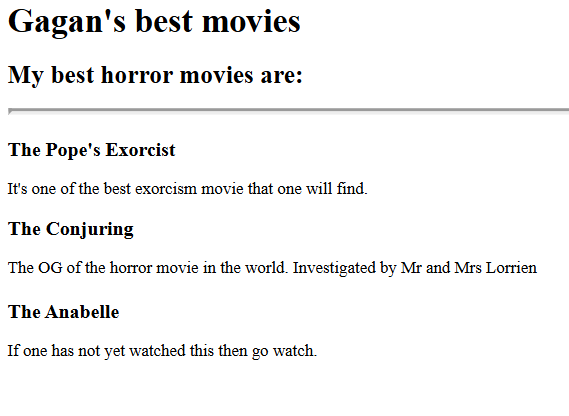 Gagan's best movies
My best horror movies are:
The Pope's Exorcist
It's one of the best exorcism movie that one will find.
The Conjuring
The OG of the horror movie in the world. Investigated by Mr and Mrs Lorrien
The Anabelle
If one has not yet watched this then go watch.